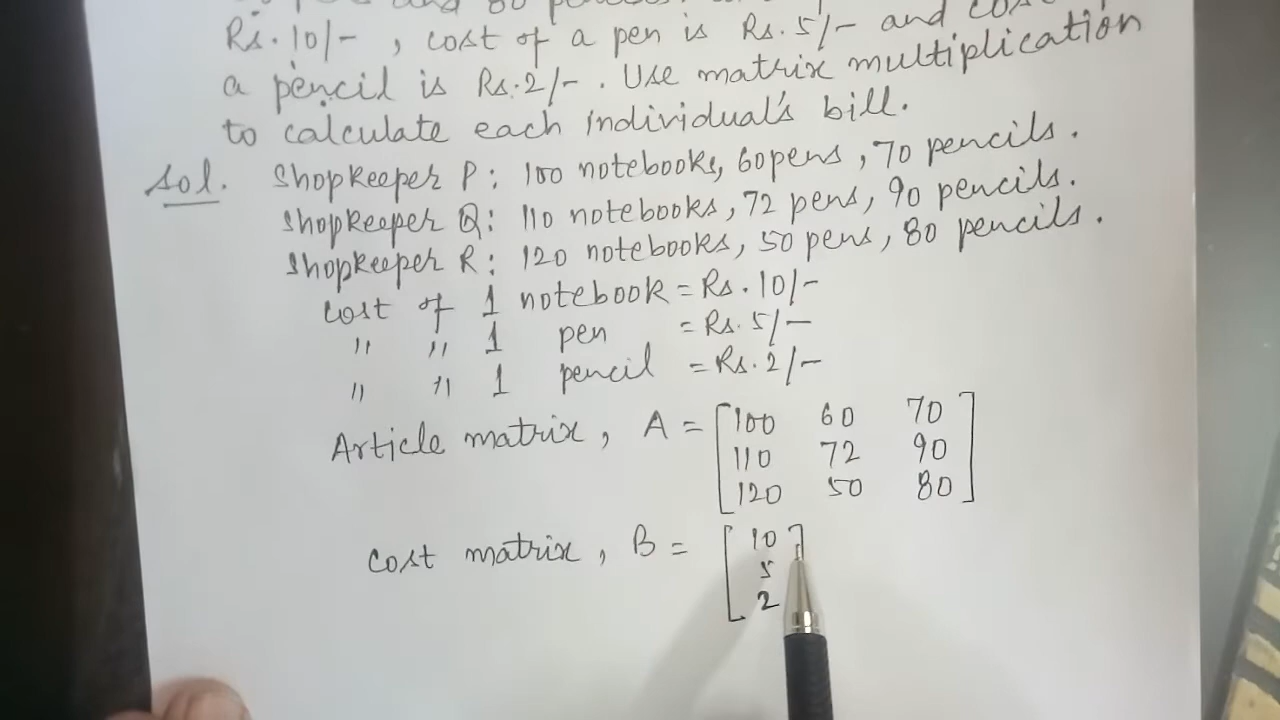 and 80
Rs. 10/- , cost of a pen is Rs. 5/- and
a pencil is Rs. 2/- . Use matrix multiplication
to calculate each individual's bill.
Sol. Shopkeeper P: 100 notebooks, 60 pens, 70 pencils.
Shopkeeper Q: 110 notebooks, 72 pens, 90 pencils.
Shopkeeper R: 120 notebooks, 50 pens, 80 pencils.
Cost of 1 notebook = Rs. 10/-
" " 1 pen = Rs. 5/-
" " 1 pencil = Rs. 2/-
Article matrix, A = [100 60 70
110 72 90
120 50 80]
Cost matrix, B = [10
5
2]